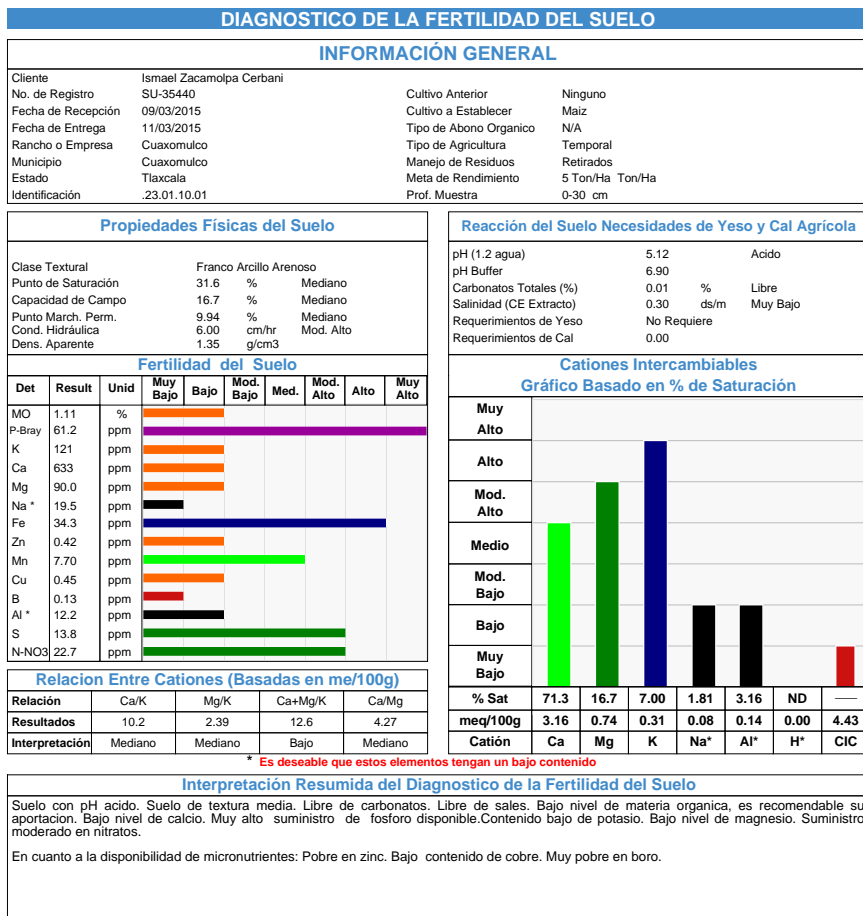 DIAGNOSTICO DE LA FERTILIDAD DEL SUELO
INFORMACIÓN GENERAL
Cliente Ismael Zacamolpa Cerbani
No. de Registro SU-35440 Cultivo Anterior Ninguno
Fecha de Recepción 09/03/2015 Cultivo a Establecer Maiz
Fecha de Entrega 11/03/2015 Tipo de Abono Organico N/A
Rancho o Empresa Cuaxomulco Tipo de Agricultura Temporal
Municipio Cuaxomulco Manejo de Residuos Retirados
Estado Tlaxcala Meta de Rendimiento 5 Ton/Ha Ton/Ha
Identificación .23.01.10.01 Prof. Muestra 0-30 cm
Propiedades Físicas del Suelo
Clase Textural Franco Arcillo Arenoso
Punto de Saturación 31.6 % Mediano
Capacidad de Campo 16.7 % Mediano
Punto March. Perm. 9.94 % Mediano
Cond. Hidráulica 6.00 cm/hr Mod. Alto
Dens. Aparente 1.35 g/cm3
Reacción del Suelo Necesidades de Yeso y Cal Agrícola
pH (1.2 agua) 5.12 Acido
pH Buffer 6.90
Carbonatos Totales (%) 0.01 % Libre
Salinidad (CE Extracto) 0.30 ds/m Muy Bajo
Requerimientos de Yeso No Requiere
Requerimientos de Cal 0.00
Fertilidad del Suelo
Det Result Unid Muy Bajo Bajo Mod. Bajo Med. Mod. Alto Alto Muy Alto
MO 1.11 %
P-Bray 61.2 ppm
K 121 ppm
Ca 633 ppm
Mg 90.0 ppm
Na * 19.5 ppm
Fe 34.3 ppm
Zn 0.42 ppm
Mn 7.70 ppm
Cu 0.45 ppm
B 0.13 ppm
Al * 12.2 ppm
S 13.8 ppm
N-NO3 22.7 ppm
Cationes Intercambiables
Gráfico Basado en % de Saturación
Muy
Alto
Alto
Mod.
Alto
Medio
Mod.
Bajo
Bajo
Muy
Bajo
% Sat 71.3 16.7 7.00 1.81 3.16 ND —
meq/100g 3.16 0.74 0.31 0.08 0.14 0.00 4.43
Catión Ca Mg K Na* Al* H* CIC
Relacion Entre Cationes (Basadas en me/100g)
Relación Ca/K Mg/K Ca+Mg/K Ca/Mg
Resultados 10.2 2.39 12.6 4.27
Interpretación Mediano Mediano Bajo Mediano
* Es deseable que estos elementos tengan un bajo contenido
Interpretación Resumida del Diagnostico de la Fertilidad del Suelo
Suelo con pH acido. Suelo de textura media. Libre de carbonatos. Libre de sales. Bajo nivel de materia organica, es recomendable su
aportacion. Bajo nivel de calcio. Muy alto suministro de fosforo disponible.Contenido bajo de potasio. Bajo nivel de magnesio. Suministro
moderado en nitratos.
En cuanto a la disponibilidad de micronutrientes: Pobre en zinc. Bajo contenido de cobre. Muy pobre en boro.